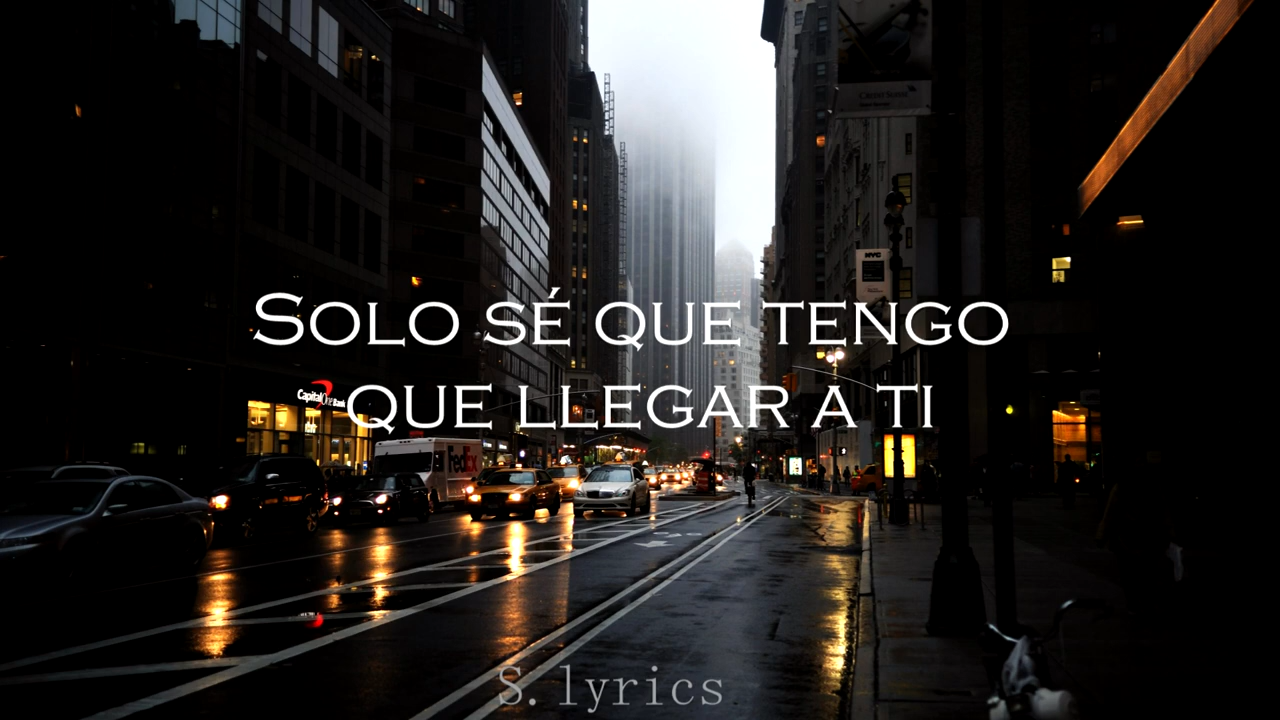 NYC
SOLO SÉ QUE TENGO
QUE LLEGAR A TI
Capital One Bank
FedEx
S.lyrics